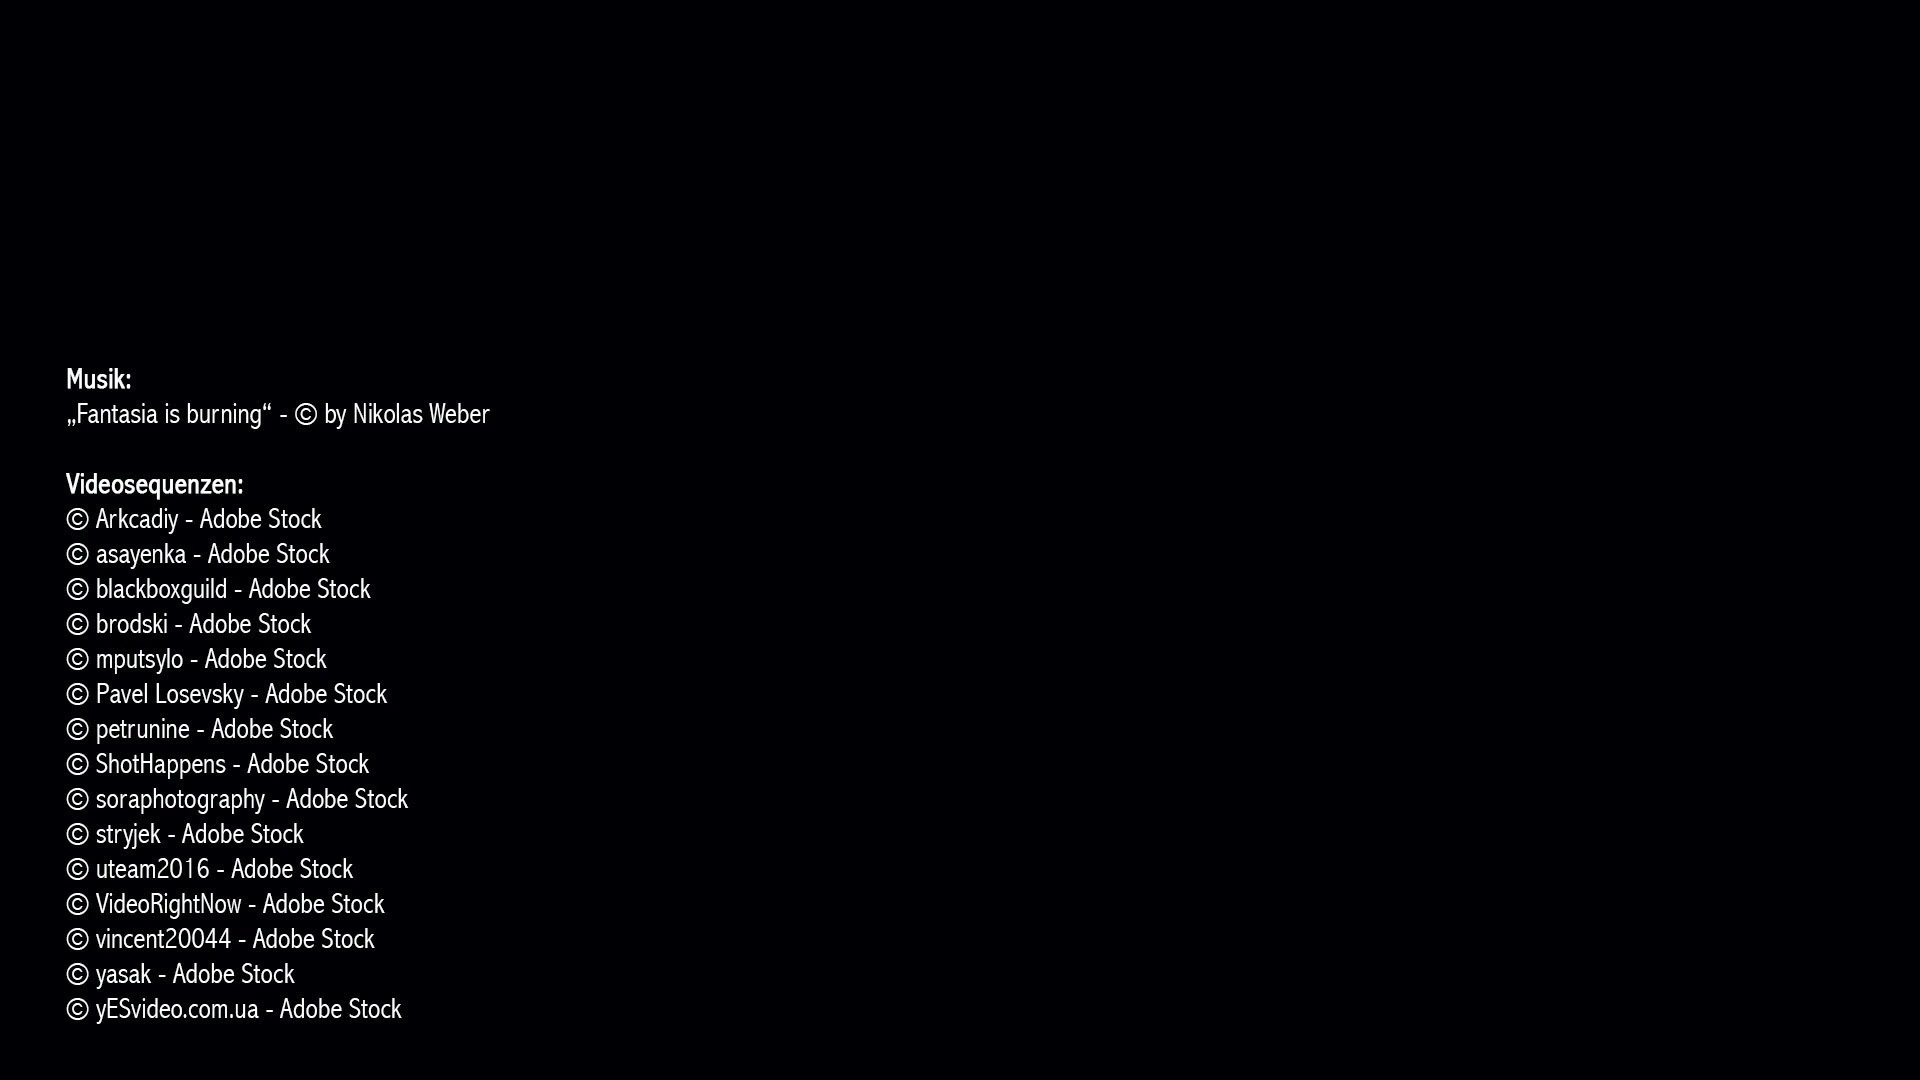 Musik:
„Fantasia is burning“ - © by Nikolas Weber
Videosequenzen:
© Arkcadiy - Adobe Stock
© asayenka - Adobe Stock
© blackboxguild - Adobe Stock
© brodski - Adobe Stock
© mputsylo - Adobe Stock
© Pavel Losevsky - Adobe Stock
© petrunine - Adobe Stock
© ShotHappens - Adobe Stock
© soraphotography - Adobe Stock
© stryjek - Adobe Stock
© uteam2016 - Adobe Stock
© VideoRightNow - Adobe Stock
© vincent20044 - Adobe Stock
© yasak - Adobe Stock
© yESvideo.com.ua - Adobe Stock